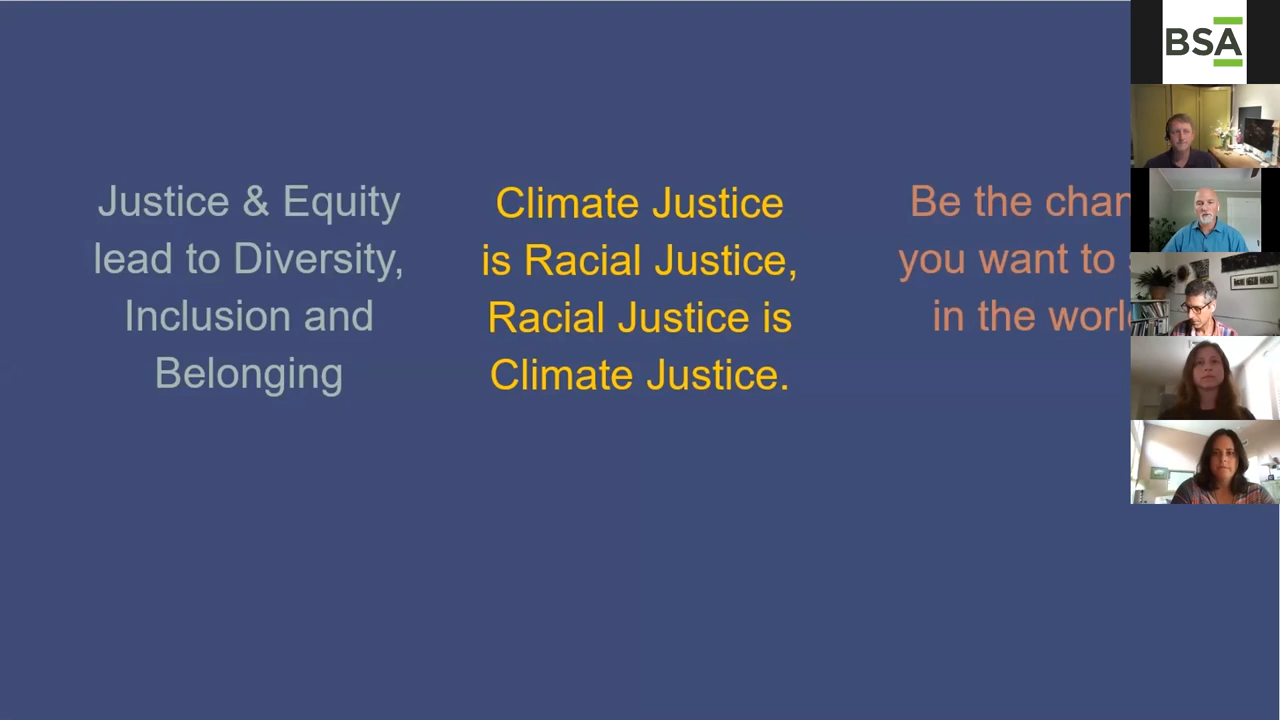 Justice & Equity
lead to Diversity,
Inclusion and
Belonging
Climate Justice
is Racial Justice,
Racial Justice is
Climate Justice.
Be the chan
you want to
in the worl
BSA